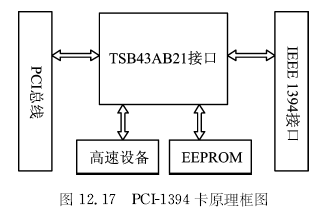 PCI总线
TSB43AB21接口
IEEE 1394接口
高速设备
EEPROM
图 12.17 PCI-1394 卡原理框图